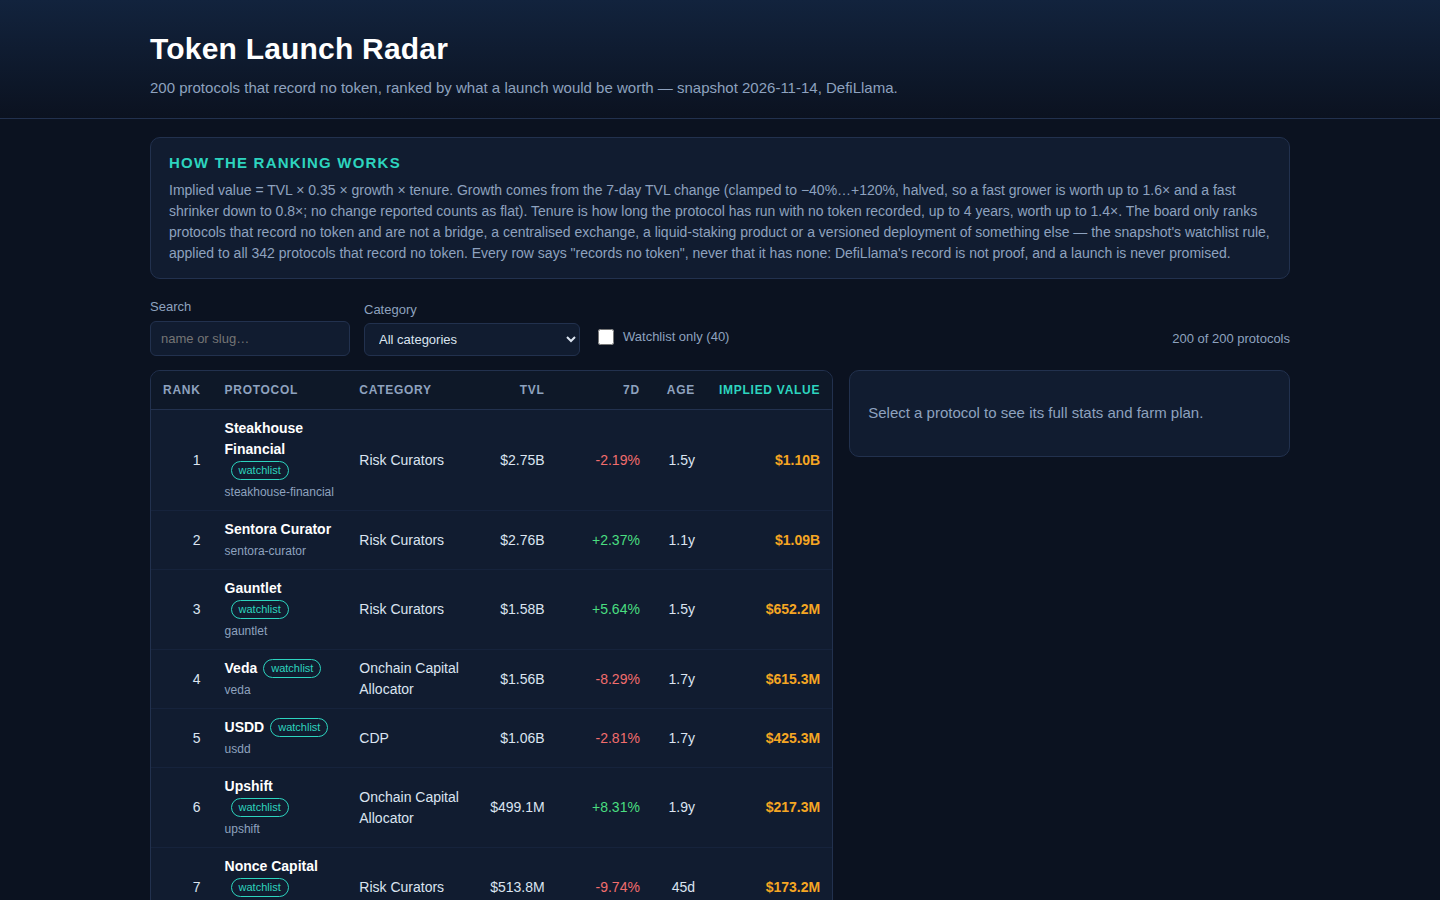 Token Launch Radar
200 protocols that record no token, ranked by what a launch would be worth — snapshot 2026-11-14, DefiLlama.
HOW THE RANKING WORKS
Implied value = TVL × 0.35 × growth × tenure. Growth comes from the 7-day TVL change (clamped to −40%…+120%, halved, so a fast grower is worth up to 1.6× and a fast
shrinker down to 0.8×; no change reported counts as flat). Tenure is how long the protocol has run with no token recorded, up to 4 years, worth up to 1.4×. The board only ranks
protocols that record no token and are not a bridge, a centralised exchange, a liquid-staking product or a versioned deployment of something else — the snapshot's watchlist rule,
applied to all 342 protocols that record no token. Every row says "records no token", never that it has none: DefiLlama's record is not proof, and a launch is never promised.
Search
Category
name or slug…
All categories
Watchlist only (40)
200 of 200 protocols
RANK PROTOCOL CATEGORY TVL 7D AGE IMPLIED VALUE
Select a protocol to see its full stats and farm plan.
Steakhouse
Financial
watchlist
steakhouse-financial
1 Risk Curators $2.75B -2.19% 1.5y $1.10B
Sentora Curator
sentora-curator
2 Risk Curators $2.76B +2.37% 1.1y $1.09B
Gauntlet
watchlist
gauntlet
3 Risk Curators $1.58B +5.64% 1.5y $652.2M
Veda watchlist
veda
4 Onchain Capital
Allocator $1.56B -8.29% 1.7y $615.3M
USDD watchlist
usdd
5 CDP $1.06B -2.81% 1.7y $425.3M
Upshift
watchlist
upshift
6 Onchain Capital
Allocator $499.1M +8.31% 1.9y $217.3M
Nonce Capital
watchlist
7 Risk Curators $513.8M -9.74% 45d $173.2M